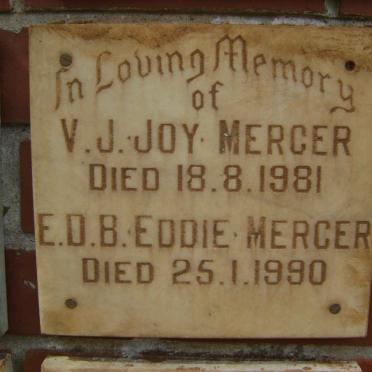 In Loving Memory
of
V.J. JOY MERCER
DIED 18.8.1981
E.D.B. EDDIE MERCER
DIED 25.1.1990